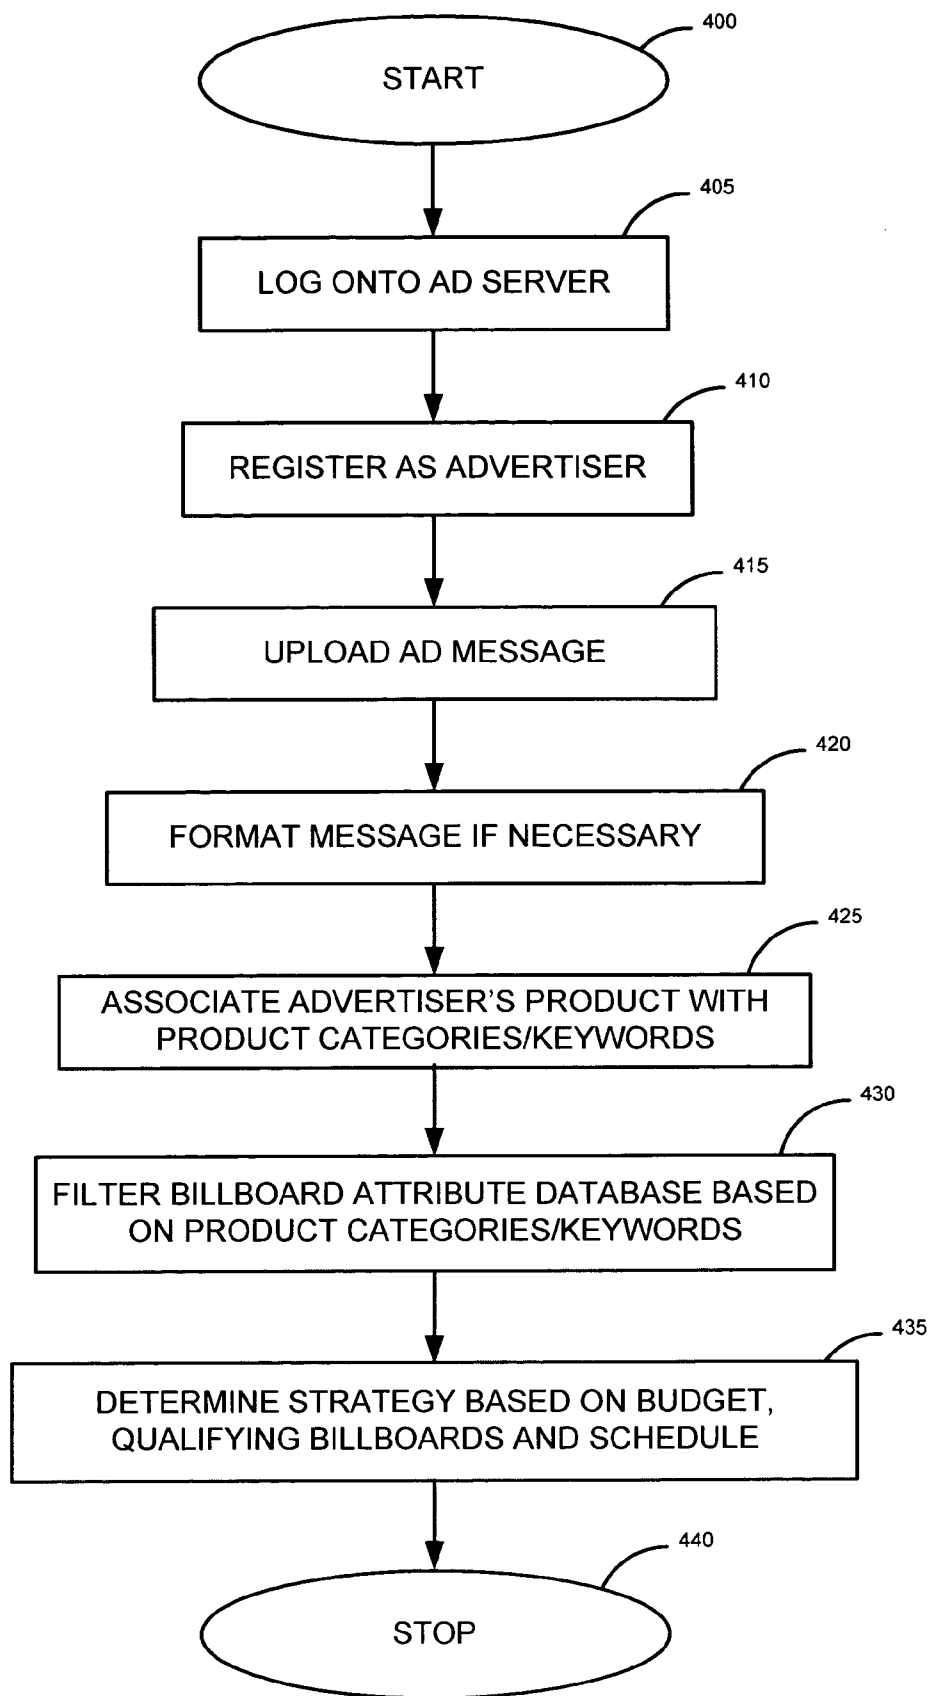 400
START
405
LOG ONTO AD SERVER
410
REGISTER AS ADVERTISER
415
UPLOAD AD MESSAGE
420
FORMAT MESSAGE IF NECESSARY
425
ASSOCIATE ADVERTISER'S PRODUCT WITH
PRODUCT CATEGORIES/KEYWORDS
430
FILTER BILLBOARD ATTRIBUTE DATABASE BASED
ON PRODUCT CATEGORIES/KEYWORDS
435
DETERMINE STRATEGY BASED ON BUDGET,
QUALIFYING BILLBOARDS AND SCHEDULE
440
STOP